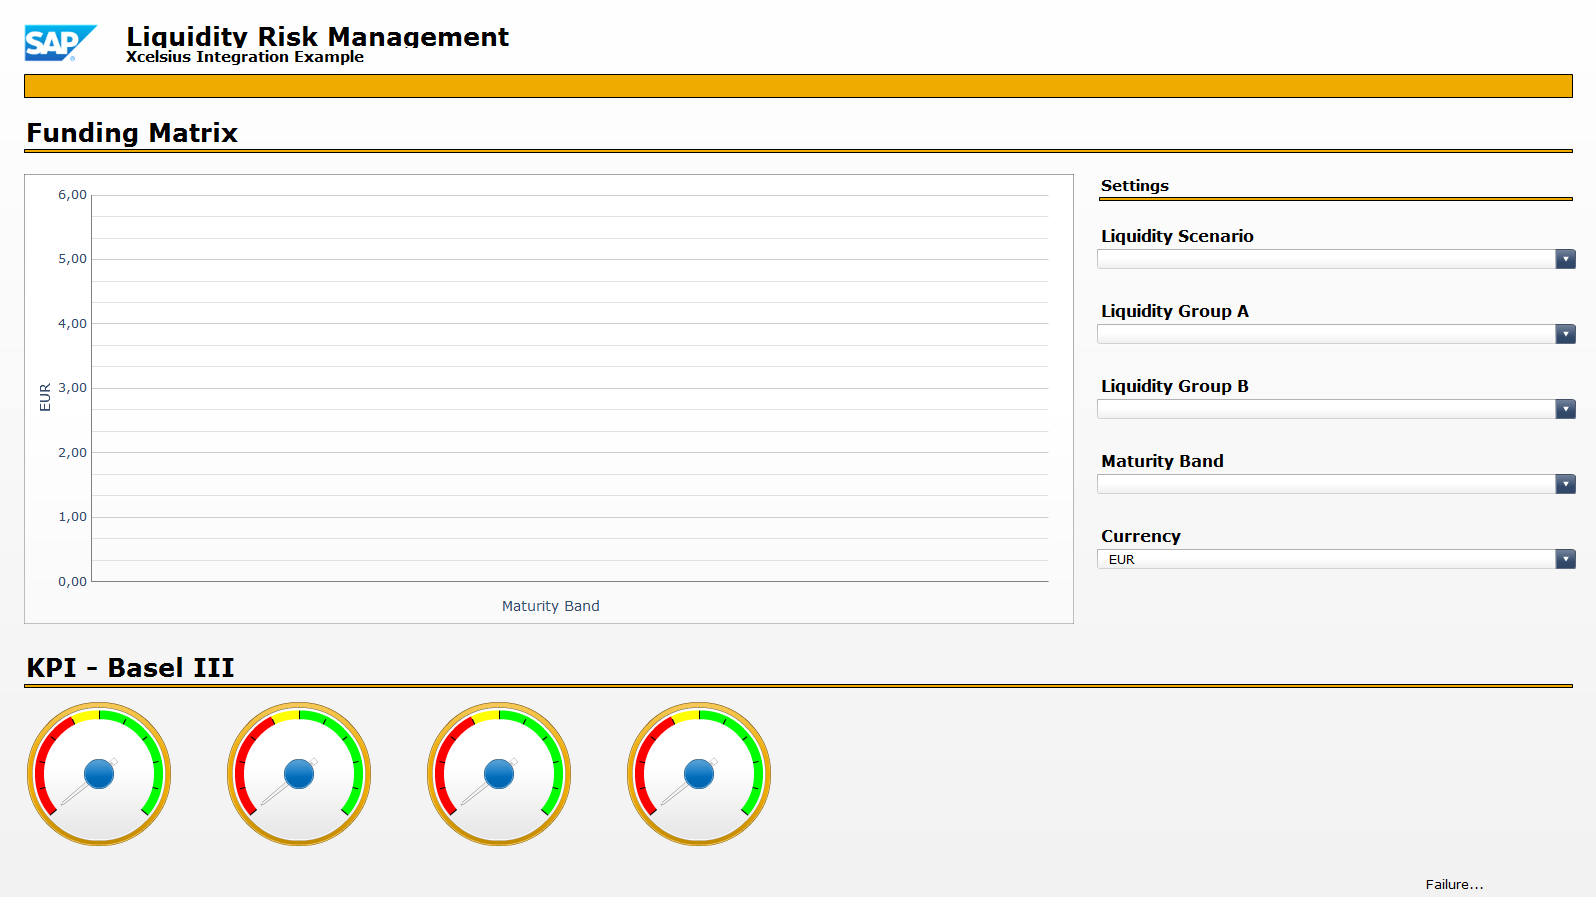 SAP
Liquidity Risk Management
Xcelsius Integration Example
Funding Matrix
6,00
5,00
4,00
3,00
2,00
1,00
0,00
EUR
Maturity Band
Settings
Liquidity Scenario
Liquidity Group A
Liquidity Group B
Maturity Band
Currency
EUR
KPI - Basel III
Failure...